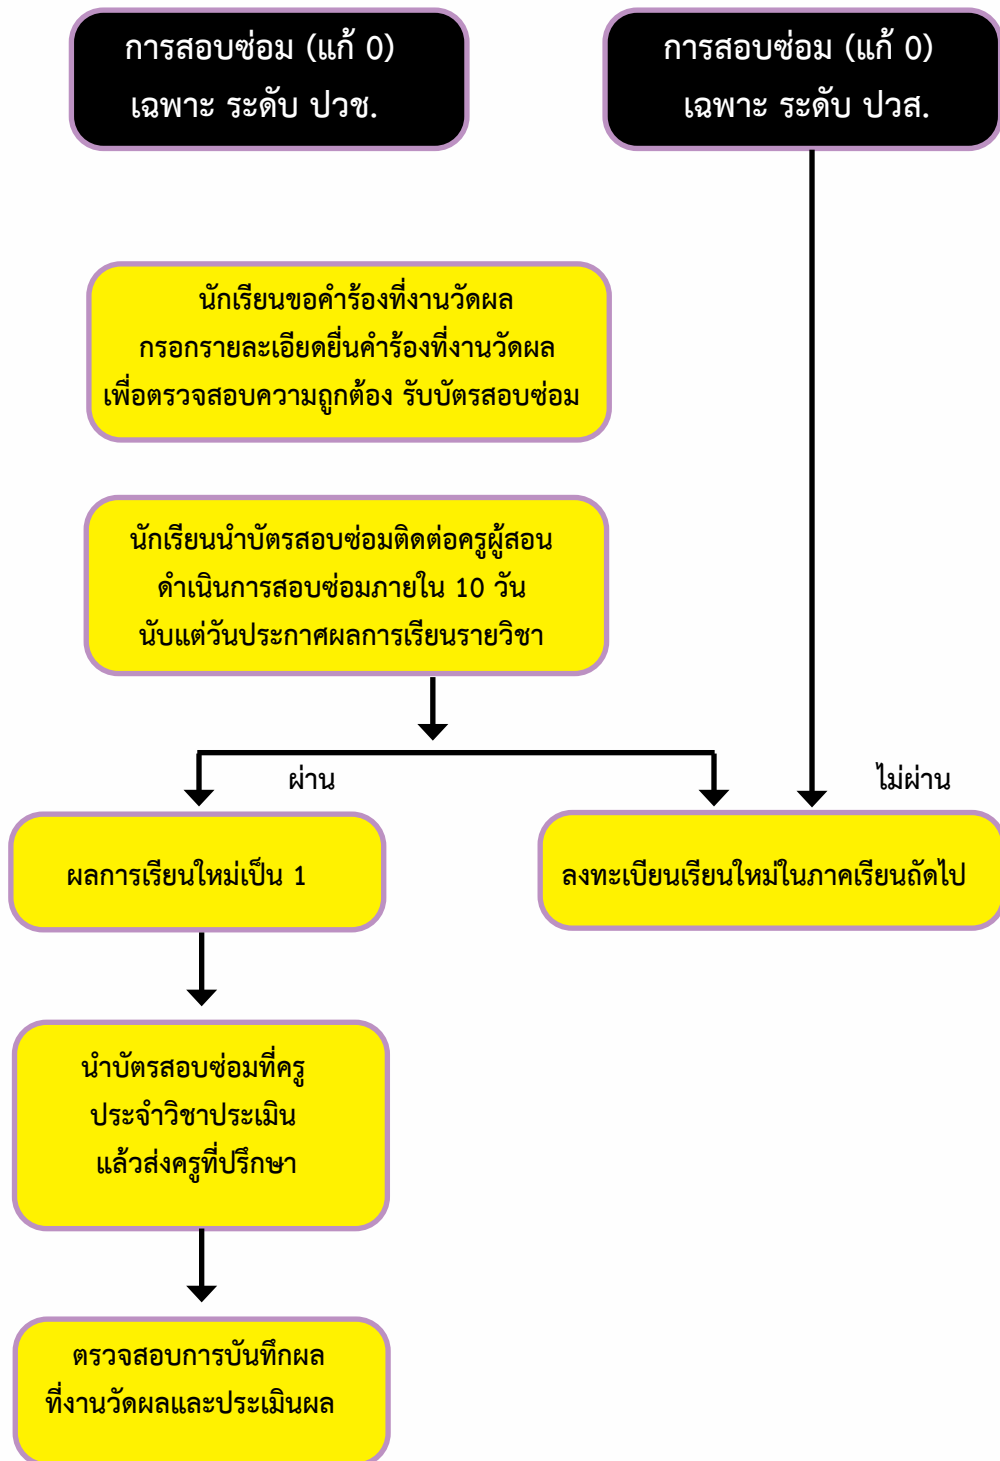 การสอบซ่อม (แก้ 0)
เฉพาะ ระดับ ปวช.
การสอบซ่อม (แก้ 0)
เฉพาะ ระดับ ปวส.
นักเรียนขอคำร้องที่งานวัดผล
กรอกรายละเอียดยื่นคำร้องที่งานวัดผล
เพื่อตรวจสอบความถูกต้อง รับบัตรสอบซ่อม
นักเรียนนำบัตรสอบซ่อมติดต่อครูผู้สอน
ดำเนินการสอบซ่อมภายใน 10 วัน
นับแต่วันประกาศผลการเรียนรายวิชา
ผ่าน
ไม่ผ่าน
ผลการเรียนใหม่เป็น 1
ลงทะเบียนเรียนใหม่ในภาคเรียนถัดไป
นำบัตรสอบซ่อมที่ครู
ประจำวิชาประเมิน
แล้วส่งครูที่ปรึกษา
ตรวจสอบการบันทึกผล
ที่งานวัดผลและประเมินผล